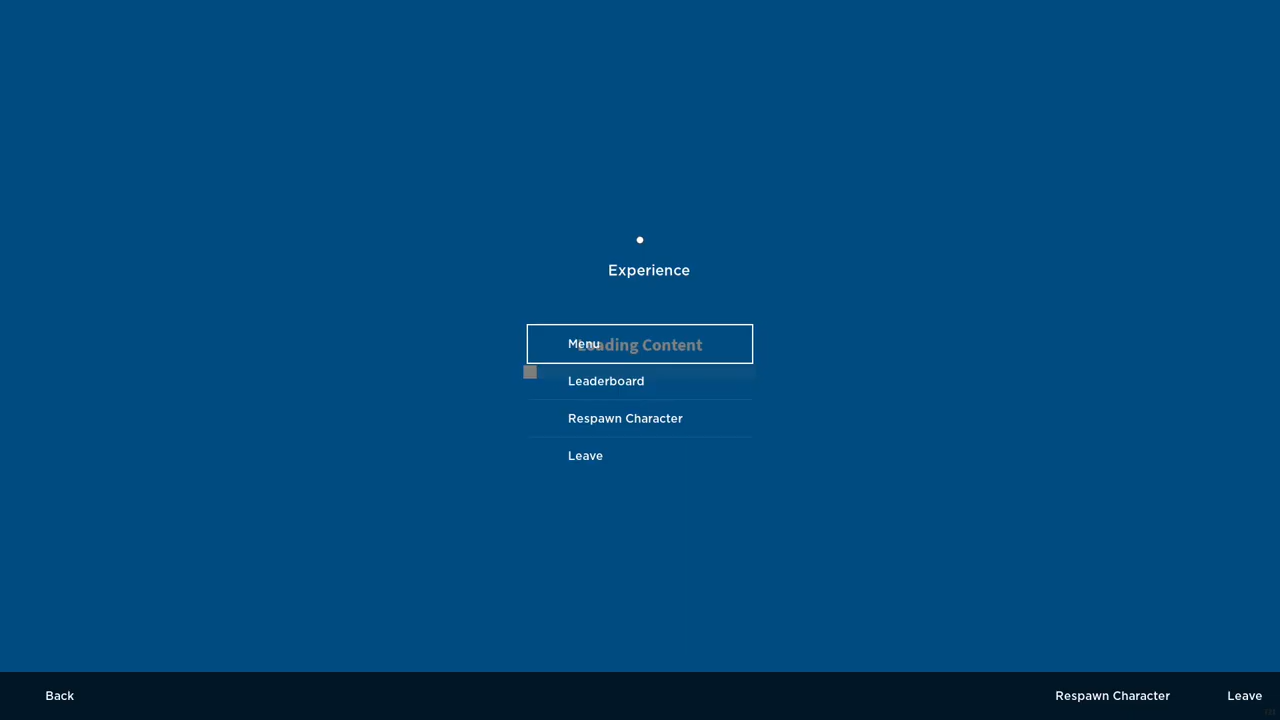 Experience
Menu
Loading Content
Leaderboard
Respawn Character
Leave
Back
Respawn Character
Leave